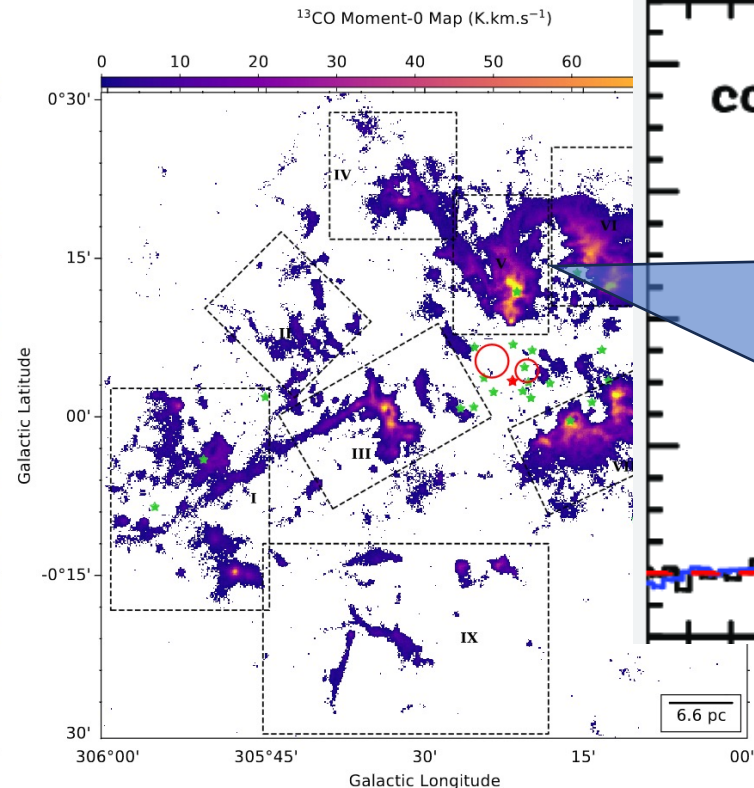 ¹³CO Moment-0 Map (K.km.s⁻¹)
0 10 20 30 40 50 60
0°30'
IV
VI
15'
V
II
00'
III
I
-0°15'
IX
30'
6.6 pc
306°00' 305°45' 30' 15' 00'
Galactic Longitude
Galactic Latitude